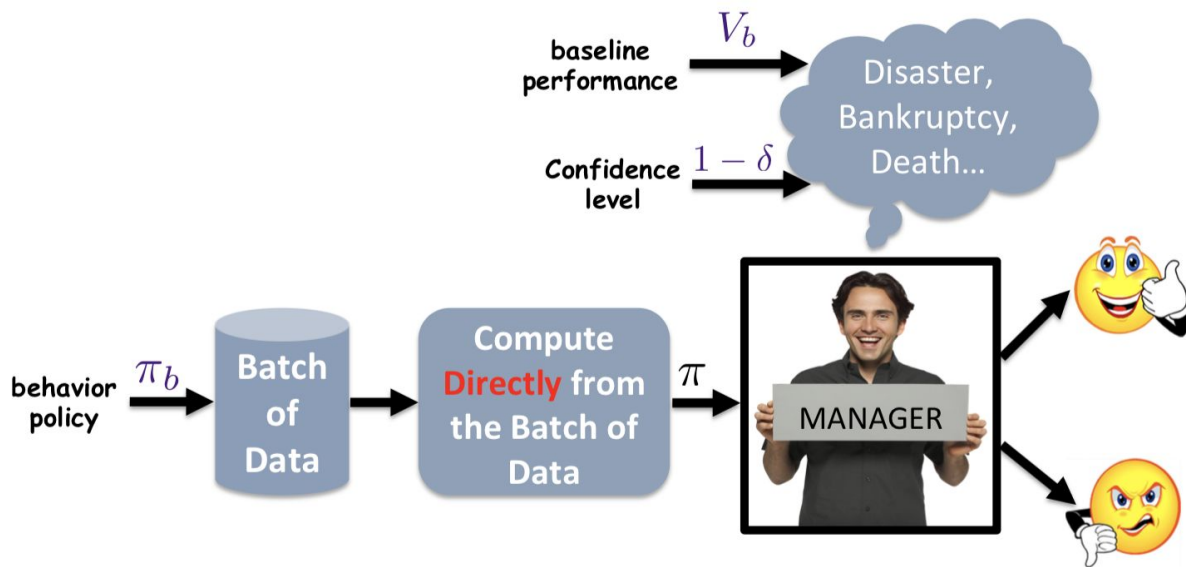 baseline
performance
V_b
Confidence
level
1 − δ
Disaster,
Bankruptcy,
Death...
behavior
policy
π_b
Batch
of
Data
Compute
Directly from
the Batch of
Data
π
MANAGER